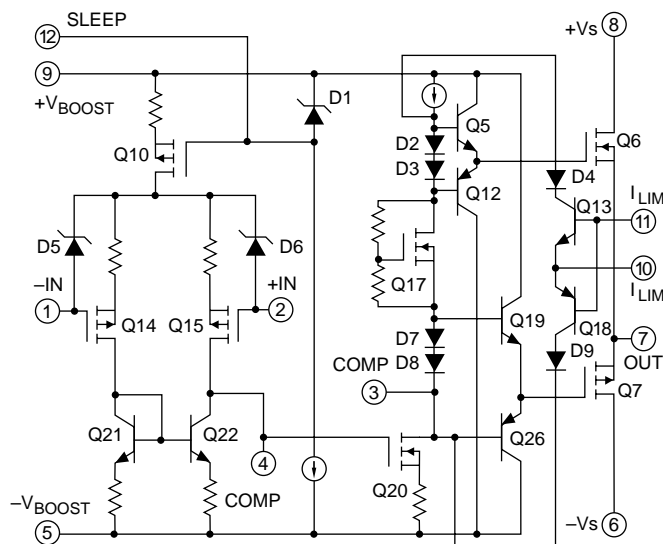 SLEEP
12
8
+Vs
9
D1
+VBOOST
Q5
Q6
Q10
D2
D3
D4
Q12
ILIM
Q13
11
D5
D6
–IN
+IN
10
Q17
ILIM
1
2
Q14
Q15
Q18
Q19
7
D7
D9
OUT
COMP
D8
Q7
3
Q21
Q22
Q26
4
Q20
–VBOOST
COMP
5
–Vs
6